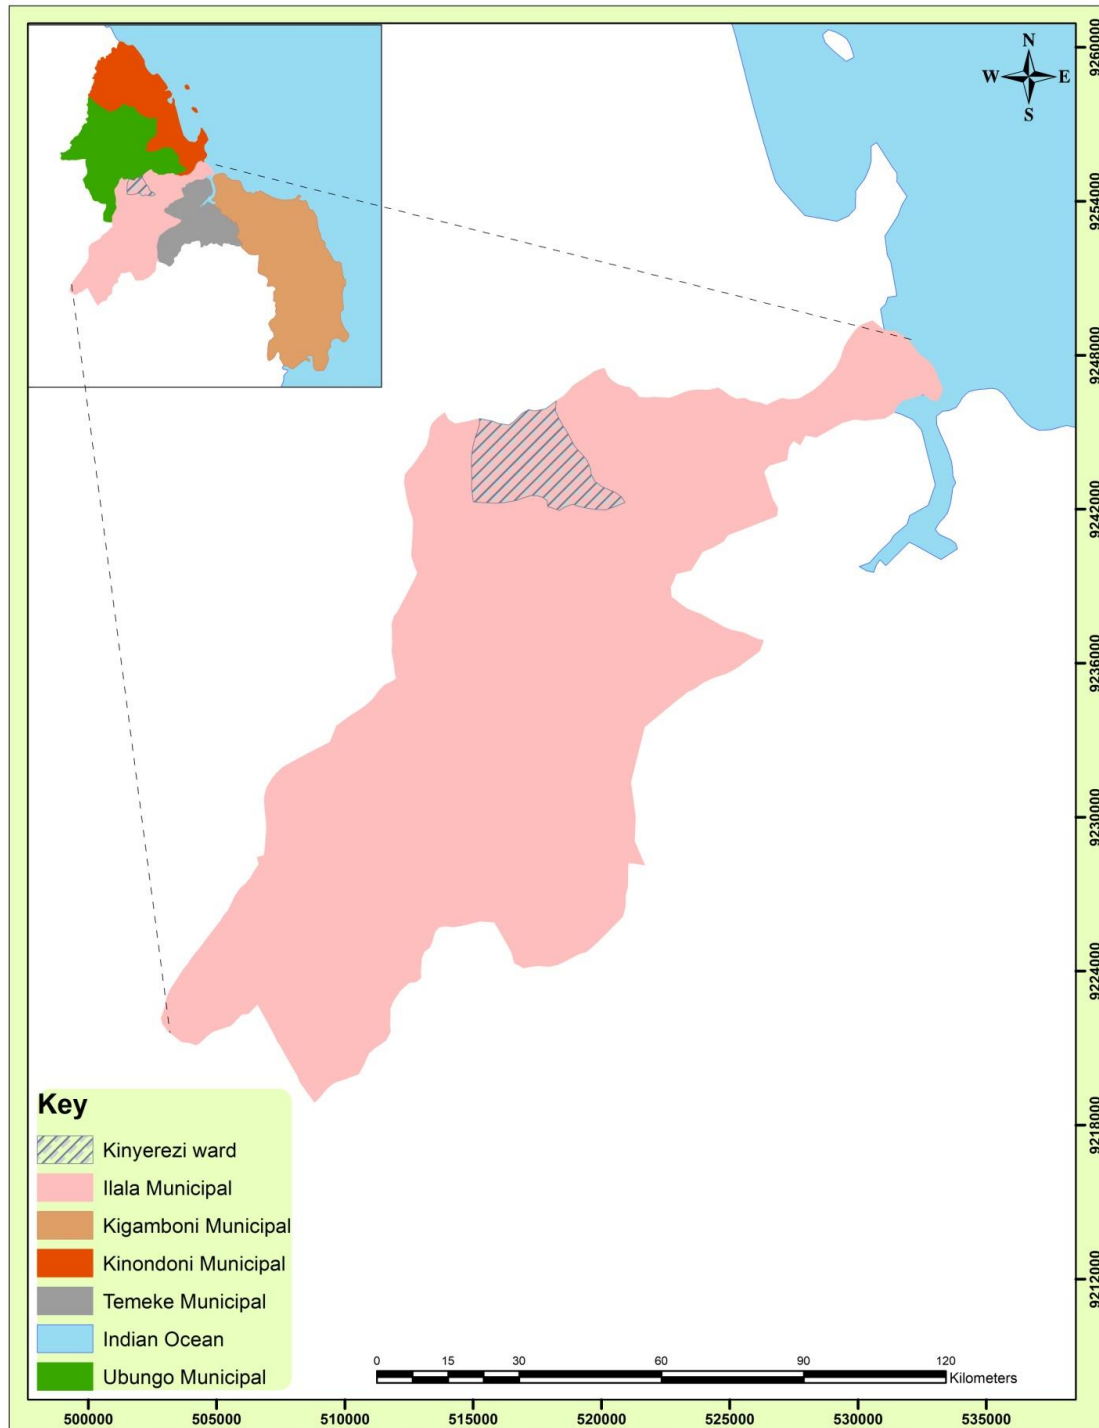 N
W E
S
9260000
9254000
9248000
9242000
9236000
9230000
9224000
9218000
9212000
Key
Kinyerezi ward
Ilala Municipal
Kigamboni Municipal
Kinondoni Municipal
Temeke Municipal
Indian Ocean
Ubungo Municipal
0 15 30 60 90 120
Kilometers
500000 505000 510000 515000 520000 525000 530000 535000